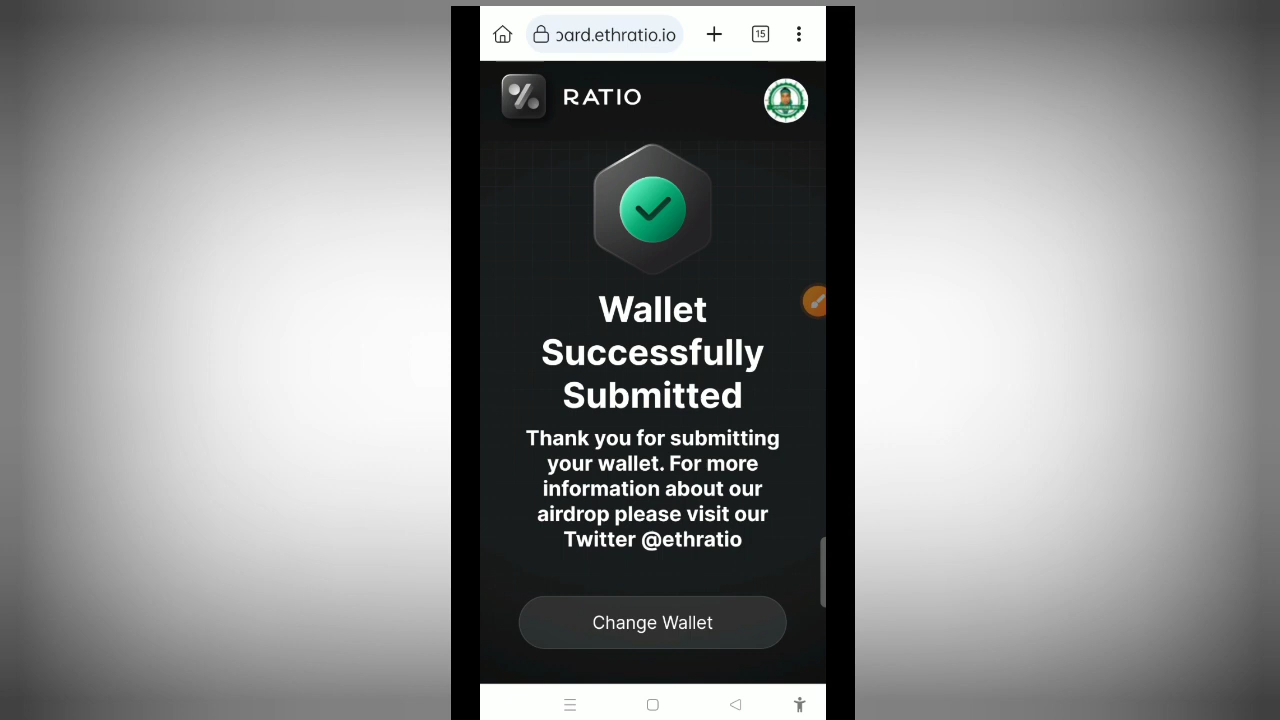 ɔard.ethratio.io
15
RATIO
Wallet
Successfully
Submitted
Thank you for submitting
your wallet. For more
information about our
airdrop please visit our
Twitter @ethratio
Change Wallet